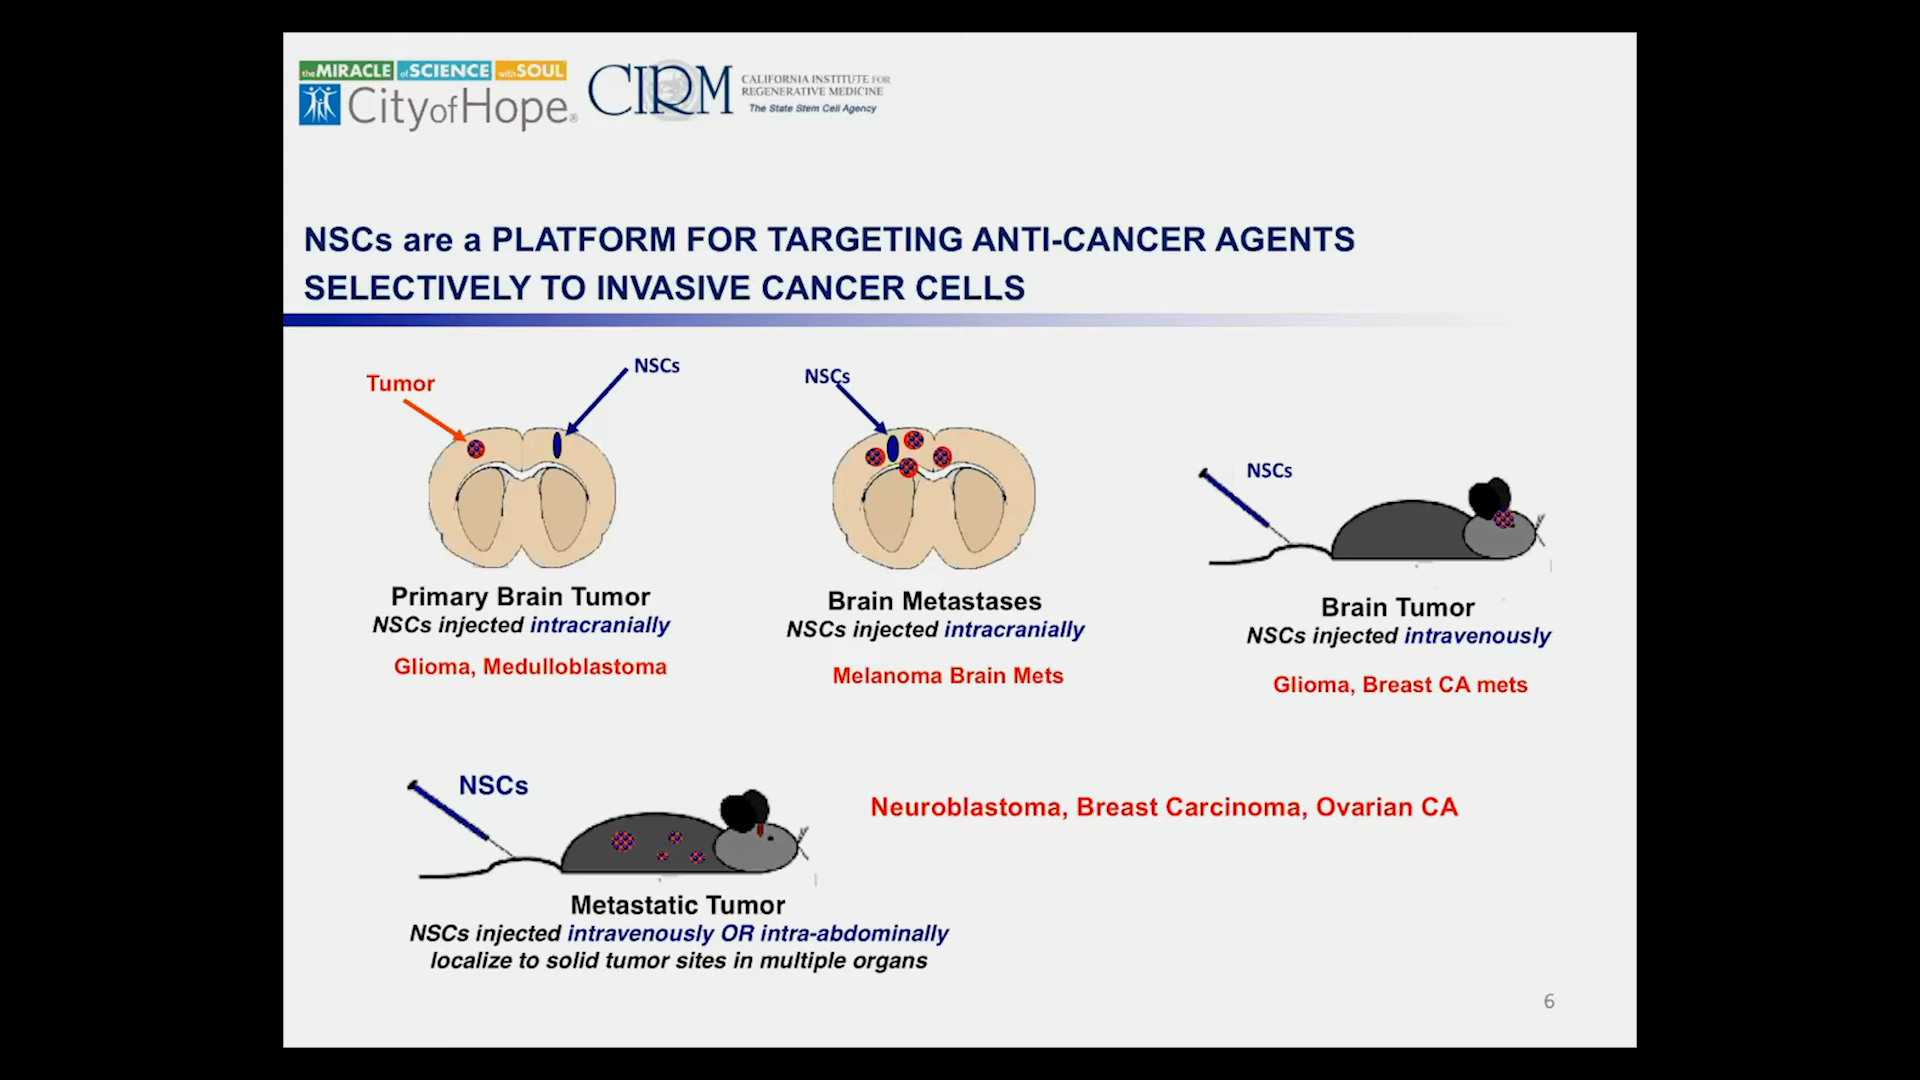 the MIRACLE of SCIENCE with SOUL
City of Hope®
CIRM
CALIFORNIA INSTITUTE FOR
REGENERATIVE MEDICINE
The State Stem Cell Agency
NSCs are a PLATFORM FOR TARGETING ANTI-CANCER AGENTS
SELECTIVELY TO INVASIVE CANCER CELLS
Tumor
NSCs
Primary Brain Tumor
NSCs injected intracranially
Glioma, Medulloblastoma
NSCs
Brain Metastases
NSCs injected intracranially
Melanoma Brain Mets
NSCs
Brain Tumor
NSCs injected intravenously
Glioma, Breast CA mets
NSCs
Neuroblastoma, Breast Carcinoma, Ovarian CA
Metastatic Tumor
NSCs injected intravenously OR intra-abdominally
localize to solid tumor sites in multiple organs
6